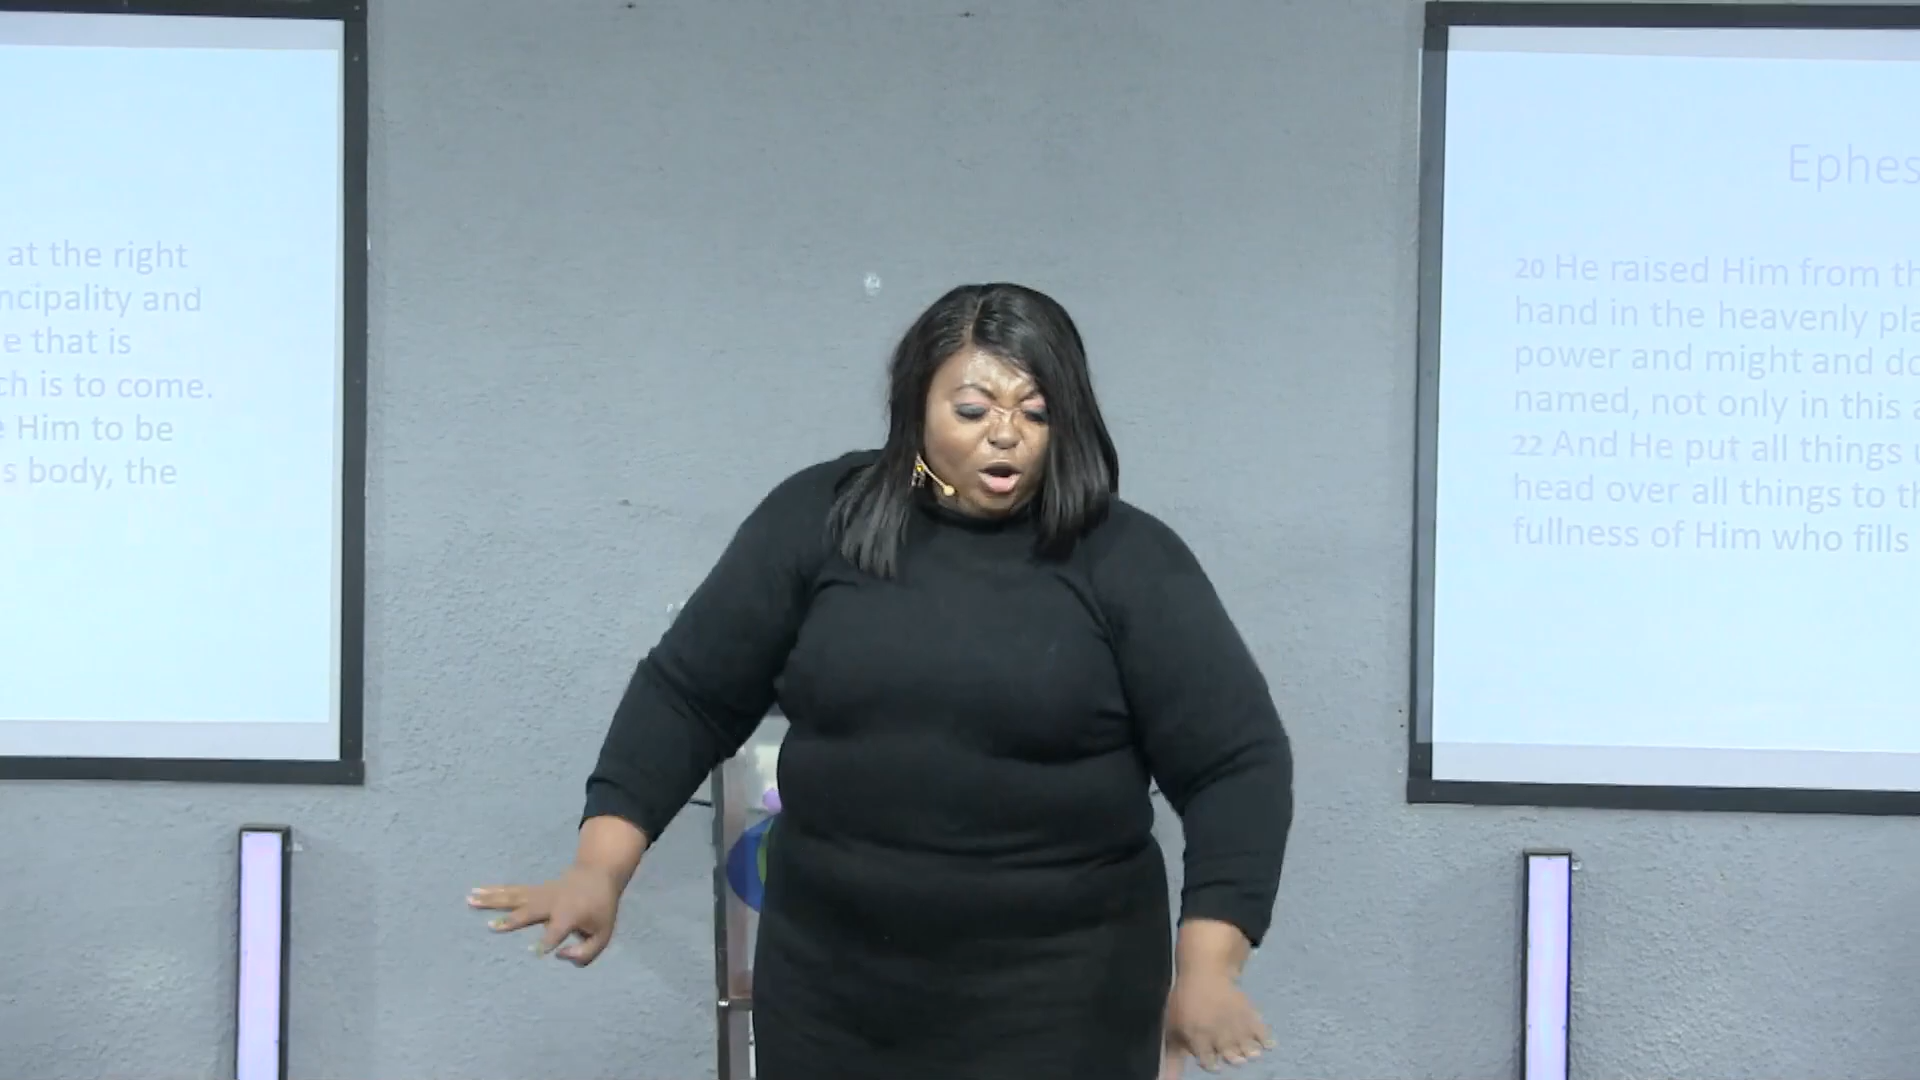 at the right
ncipality and
e that is
ch is to come.
Him to be
s body, the
Ephes
20 He raised Him from th
hand in the heavenly pla
power and might and do
named, not only in this a
22 And He put all things u
head over all things to th
fullness of Him who fills